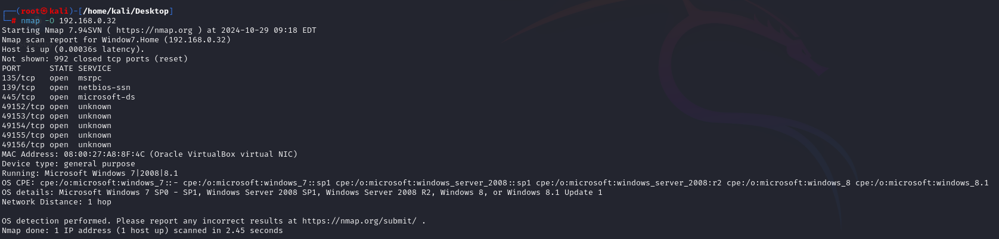 ┌──(root㉿kali)-[/home/kali/Desktop]
└─# nmap -O 192.168.0.32
Starting Nmap 7.94SVN ( https://nmap.org ) at 2024-10-29 09:18 EDT
Nmap scan report for Window7.Home (192.168.0.32)
Host is up (0.00036s latency).
Not shown: 992 closed tcp ports (reset)
PORT      STATE SERVICE
135/tcp   open  msrpc
139/tcp   open  netbios-ssn
445/tcp   open  microsoft-ds
49152/tcp open  unknown
49153/tcp open  unknown
49154/tcp open  unknown
49155/tcp open  unknown
49156/tcp open  unknown
MAC Address: 08:00:27:A8:8F:4C (Oracle VirtualBox virtual NIC)
Device type: general purpose
Running: Microsoft Windows 7|2008|8.1
OS CPE: cpe:/o:microsoft:windows_7::- cpe:/o:microsoft:windows_7::sp1 cpe:/o:microsoft:windows_server_2008::sp1 cpe:/o:microsoft:windows_server_2008:r2 cpe:/o:microsoft:windows_8 cpe:/o:microsoft:windows_8.1
OS details: Microsoft Windows 7 SP0 - SP1, Windows Server 2008 SP1, Windows Server 2008 R2, Windows 8, or Windows 8.1 Update 1
Network Distance: 1 hop

OS detection performed. Please report any incorrect results at https://nmap.org/submit/ .
Nmap done: 1 IP address (1 host up) scanned in 2.45 seconds